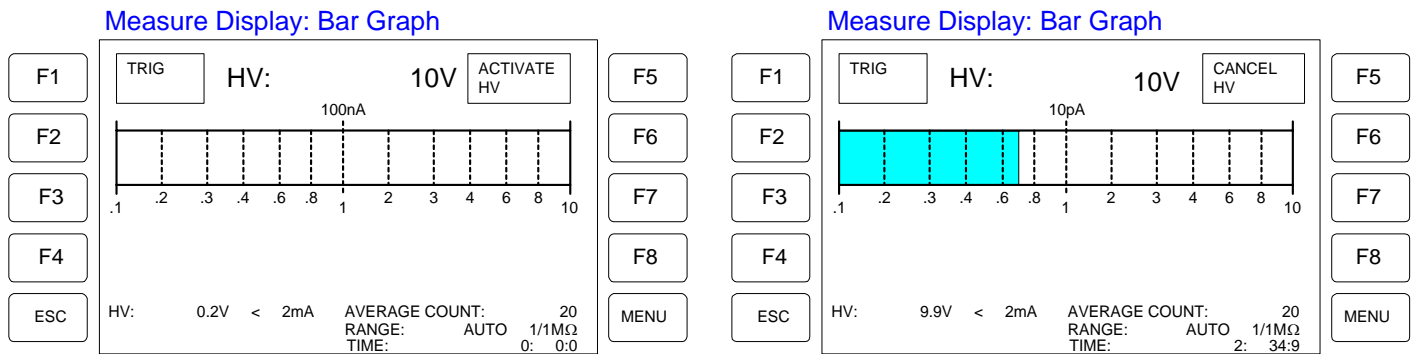 Measure Display: Bar Graph
F1
F2
F3
F4
ESC
TRIG
HV:
10V
ACTIVATE
HV
100nA
.1 .2 .3 .4 .6 .8 1 2 3 4 6 8 10
HV: 0.2V < 2mA AVERAGE COUNT: 20
RANGE: AUTO 1/1MΩ
TIME: 0: 0:0
F5
F6
F7
F8
MENU
Measure Display: Bar Graph
F1
F2
F3
F4
ESC
TRIG
HV:
10V
CANCEL
HV
10pA
.1 .2 .3 .4 .6 .8 1 2 3 4 6 8 10
HV: 9.9V < 2mA AVERAGE COUNT: 20
RANGE: AUTO 1/1MΩ
TIME: 2: 34:9
F5
F6
F7
F8
MENU